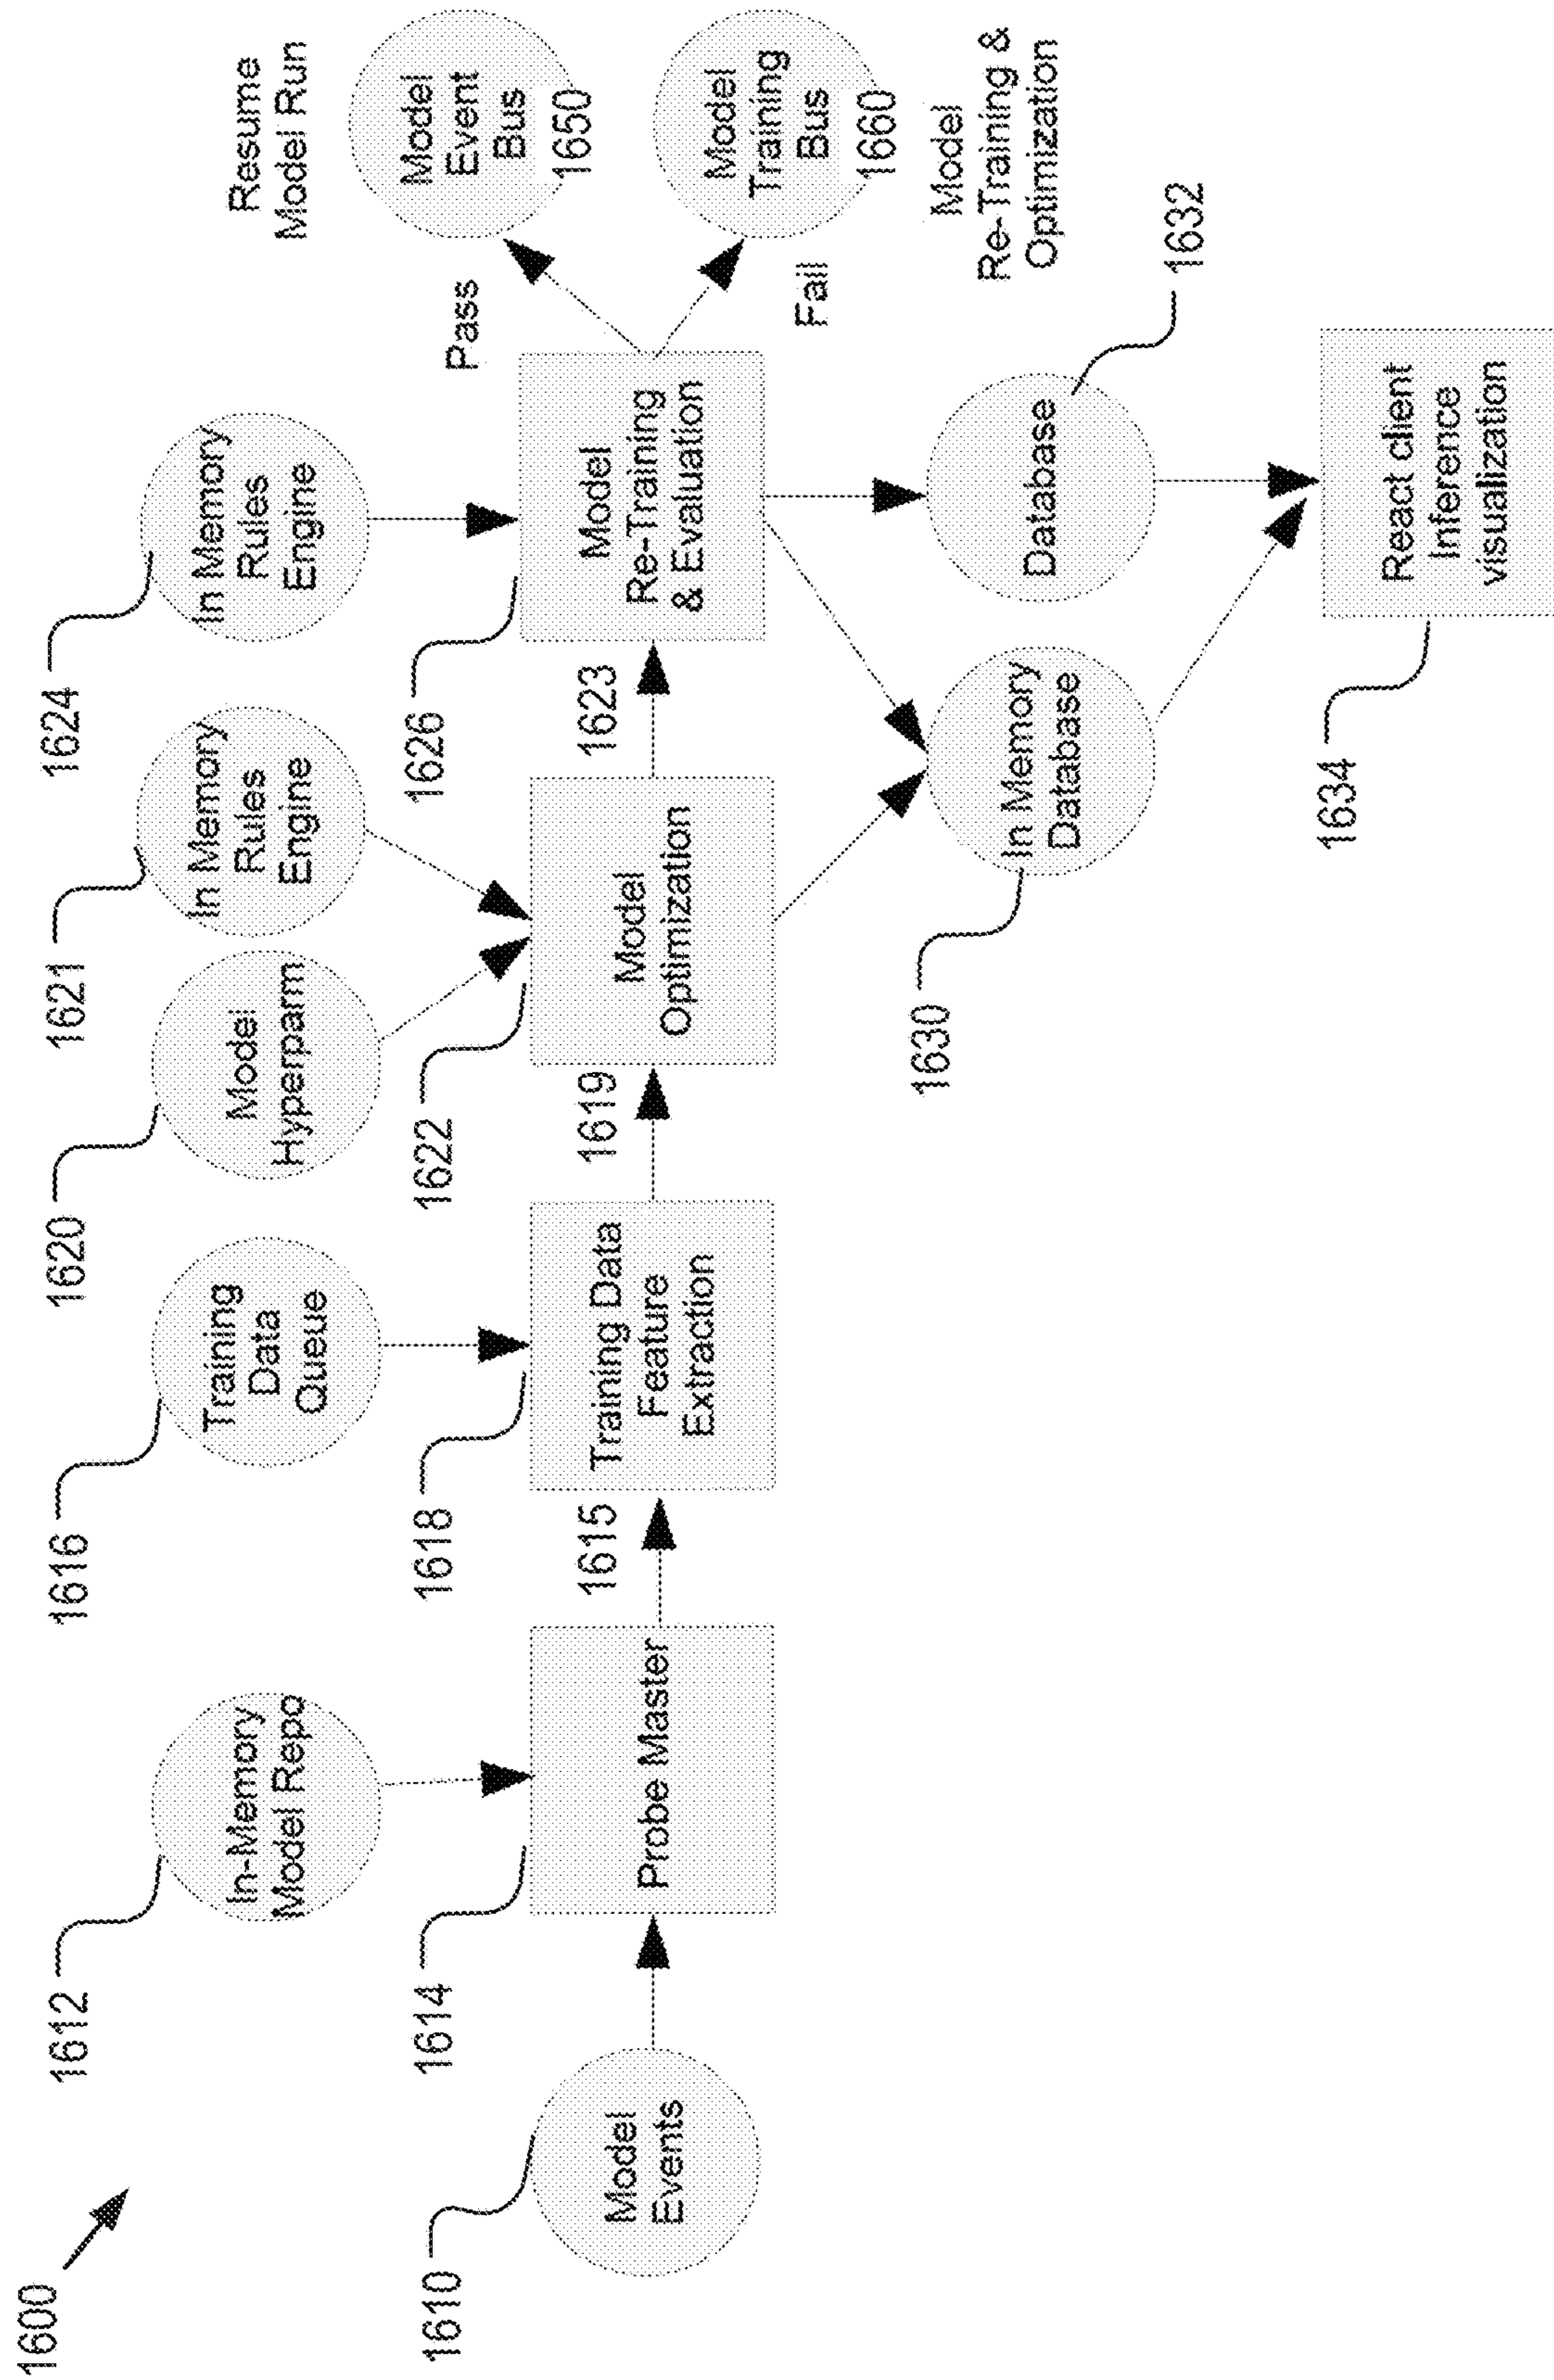 1600
1612
1616
1620
1621
1624
In-Memory
Model Repo
Training
Data
Queue
Model
Hyperparm
In Memory
Rules
Engine
In Memory
Rules
Engine
Resume
Model Run
1610
1614
1618
1622
1626
Pass
Model
Event
Bus
1650
Model
Events
Probe Master
1615
Training Data
Feature
Extraction
1619
Model
Optimization
1623
Model
Re-Training
& Evaluation
Fail
Model
Training
Bus
1660
Model
Re-Training &
Optimization
1630
In Memory
Database
Database
1632
1634
React client
Inference
visualization